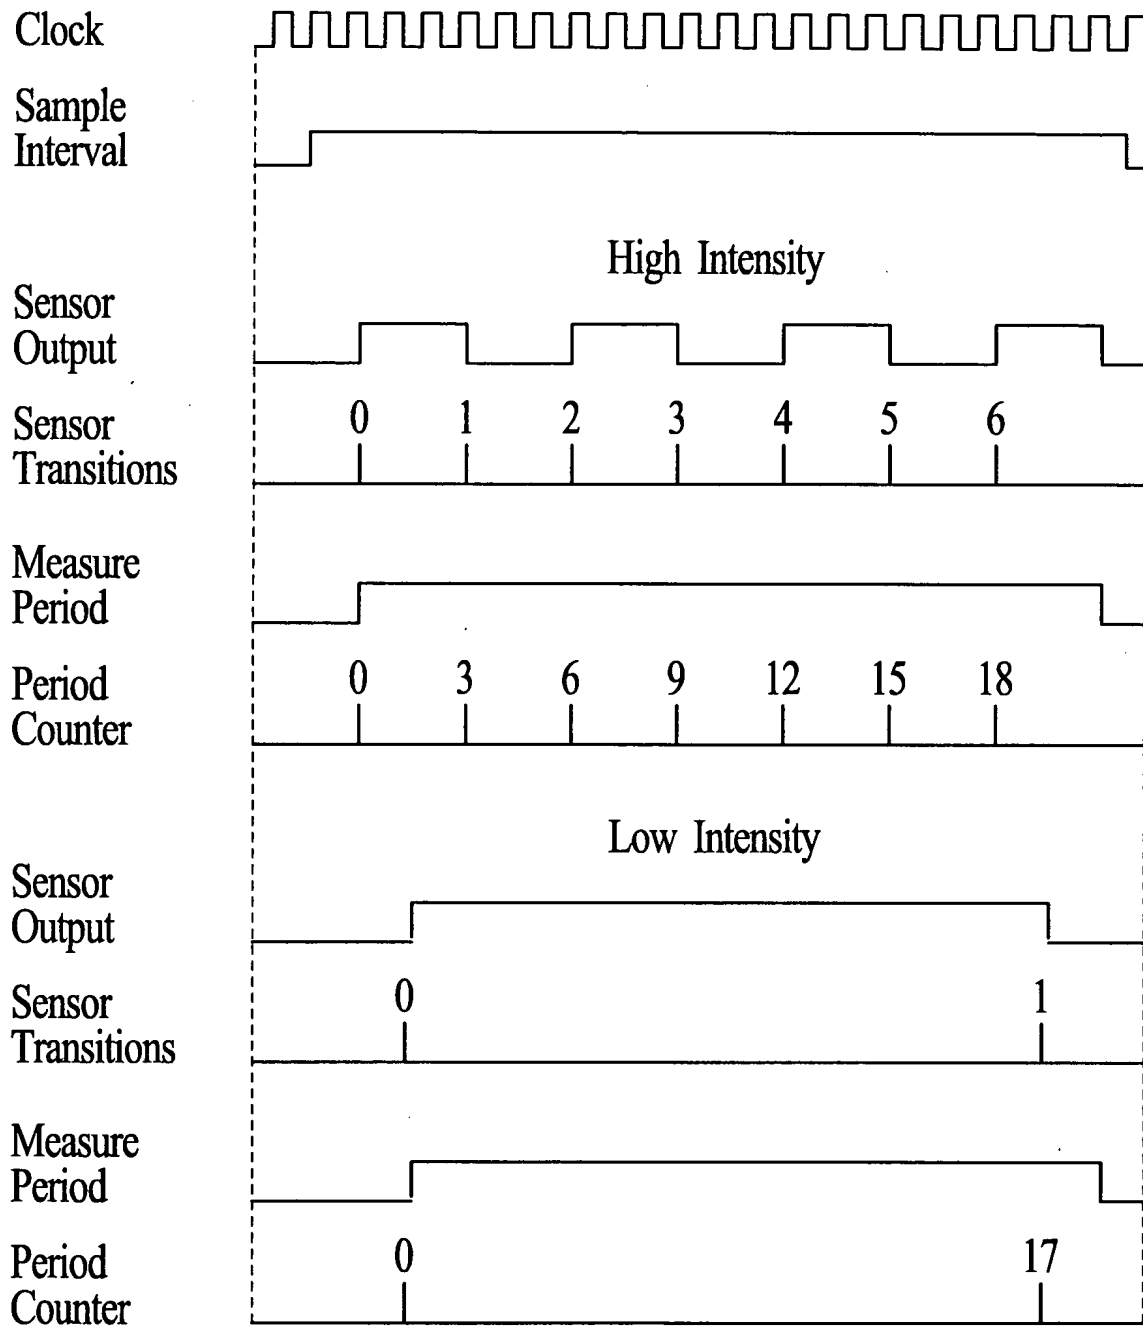 Clock
Sample
Interval
High Intensity
Sensor
Output
Sensor
Transitions
0 1 2 3 4 5 6
Measure
Period
Period
Counter
0 3 6 9 12 15 18
Low Intensity
Sensor
Output
Sensor
Transitions
0 1
Measure
Period
Period
Counter
0 17